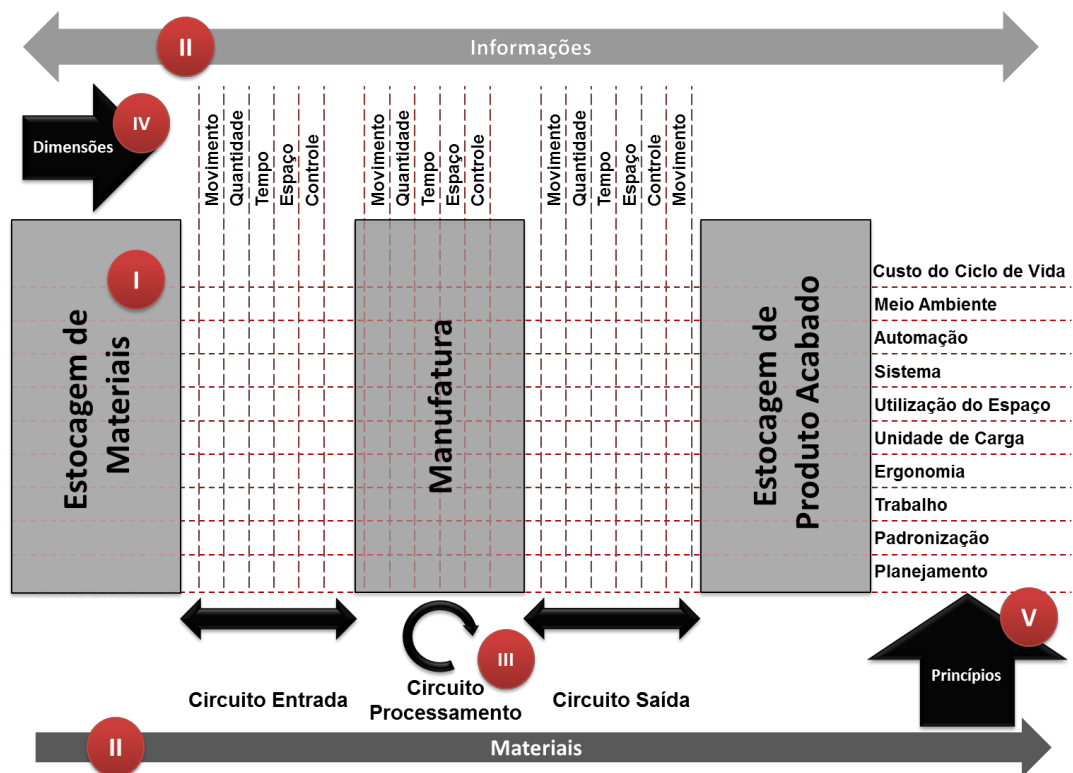 II
Informações
IV
Dimensões
Movimento
Quantidade
Tempo
Espaço
Controle
Movimento
Quantidade
Tempo
Espaço
Controle
Movimento
Quantidade
Tempo
Espaço
Controle
Movimento
I
Estocagem de
Materiais
Manufatura
Estocagem de
Produto Acabado
Custo do Ciclo de Vida
Meio Ambiente
Automação
Sistema
Utilização do Espaço
Unidade de Carga
Ergonomia
Trabalho
Padronização
Planejamento
V
Princípios
III
Circuito Entrada
Circuito
Processamento
Circuito Saída
II
Materiais